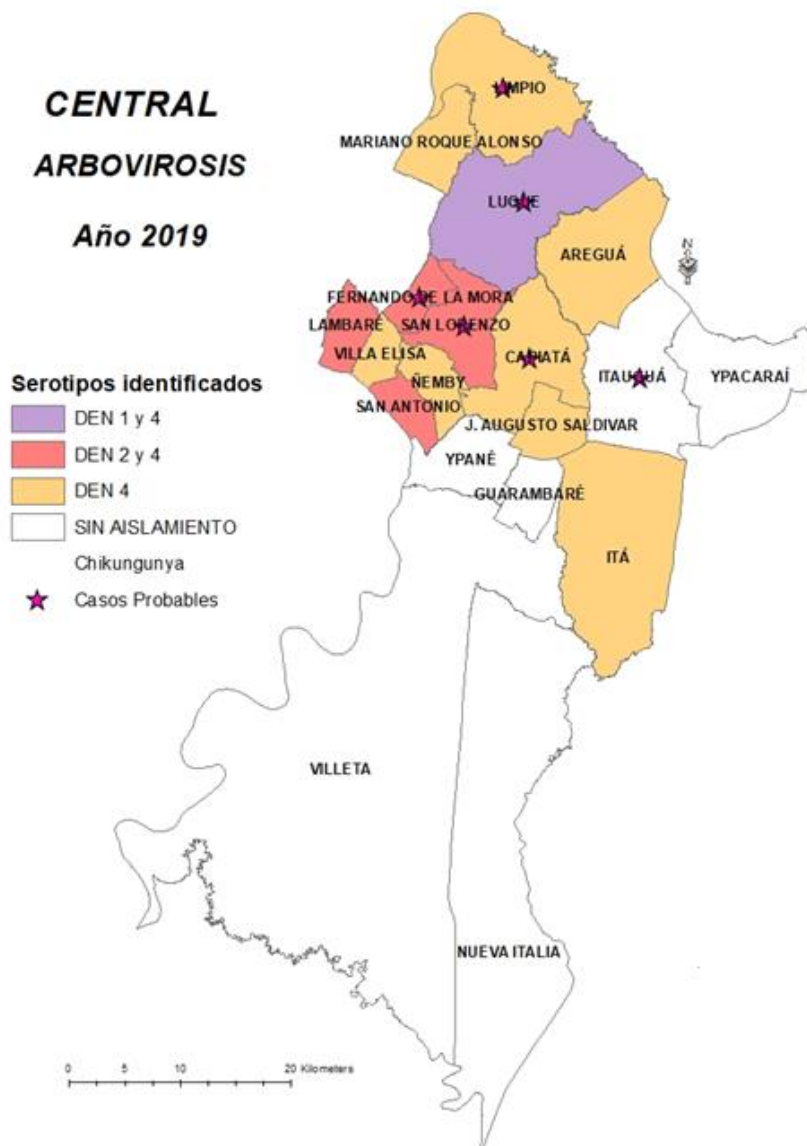 CENTRAL
ARBOVIROSIS
Año 2019
MARIANO ROQUE ALONSO
AREGUÁ
FERNANDO DE LA MORA
LAMBARÉ
SAN LORENZO
VILLA ELISA
ITAUGUÁ
YPACARAÍ
ÑEMBY
SAN ANTONIO
J. AUGUSTO SALDIVAR
YPANÉ
GUARAMBARÉ
ITÁ
VILLETA
NUEVA ITALIA
Serotipos identificados
DEN 1 y 4
DEN 2 y 4
DEN 4
SIN AISLAMIENTO
Chikungunya
Casos Probables
0 5 10 20 Kilometers